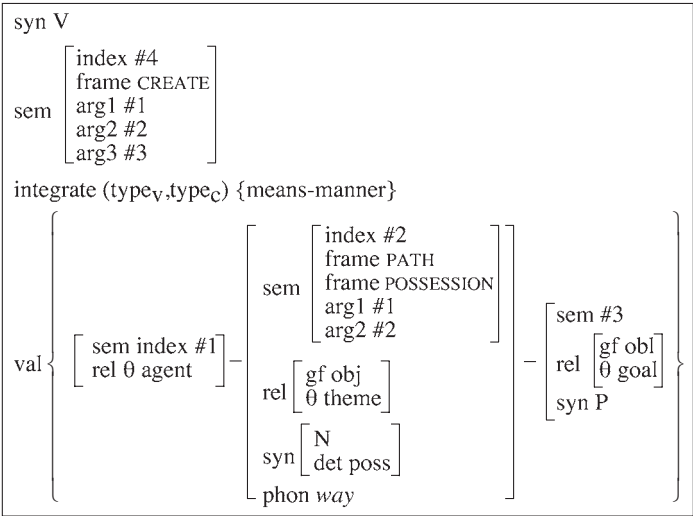 syn V
sem
index #4
frame CREATE
arg1 #1
arg2 #2
arg3 #3
integrate (typeV,typeC) {means-manner}
val
sem index #1
rel θ agent
sem
index #2
frame PATH
frame POSSESSION
arg1 #1
arg2 #2
rel
gf obj
θ theme
syn
N
det poss
phon way
sem #3
rel
gf obl
θ goal
syn P